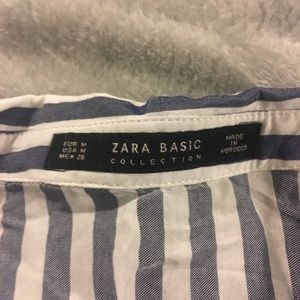 EUR M
USA M
MEX 28
ZARA BASIC
COLLECTION
MADE
IN
MOROCCO